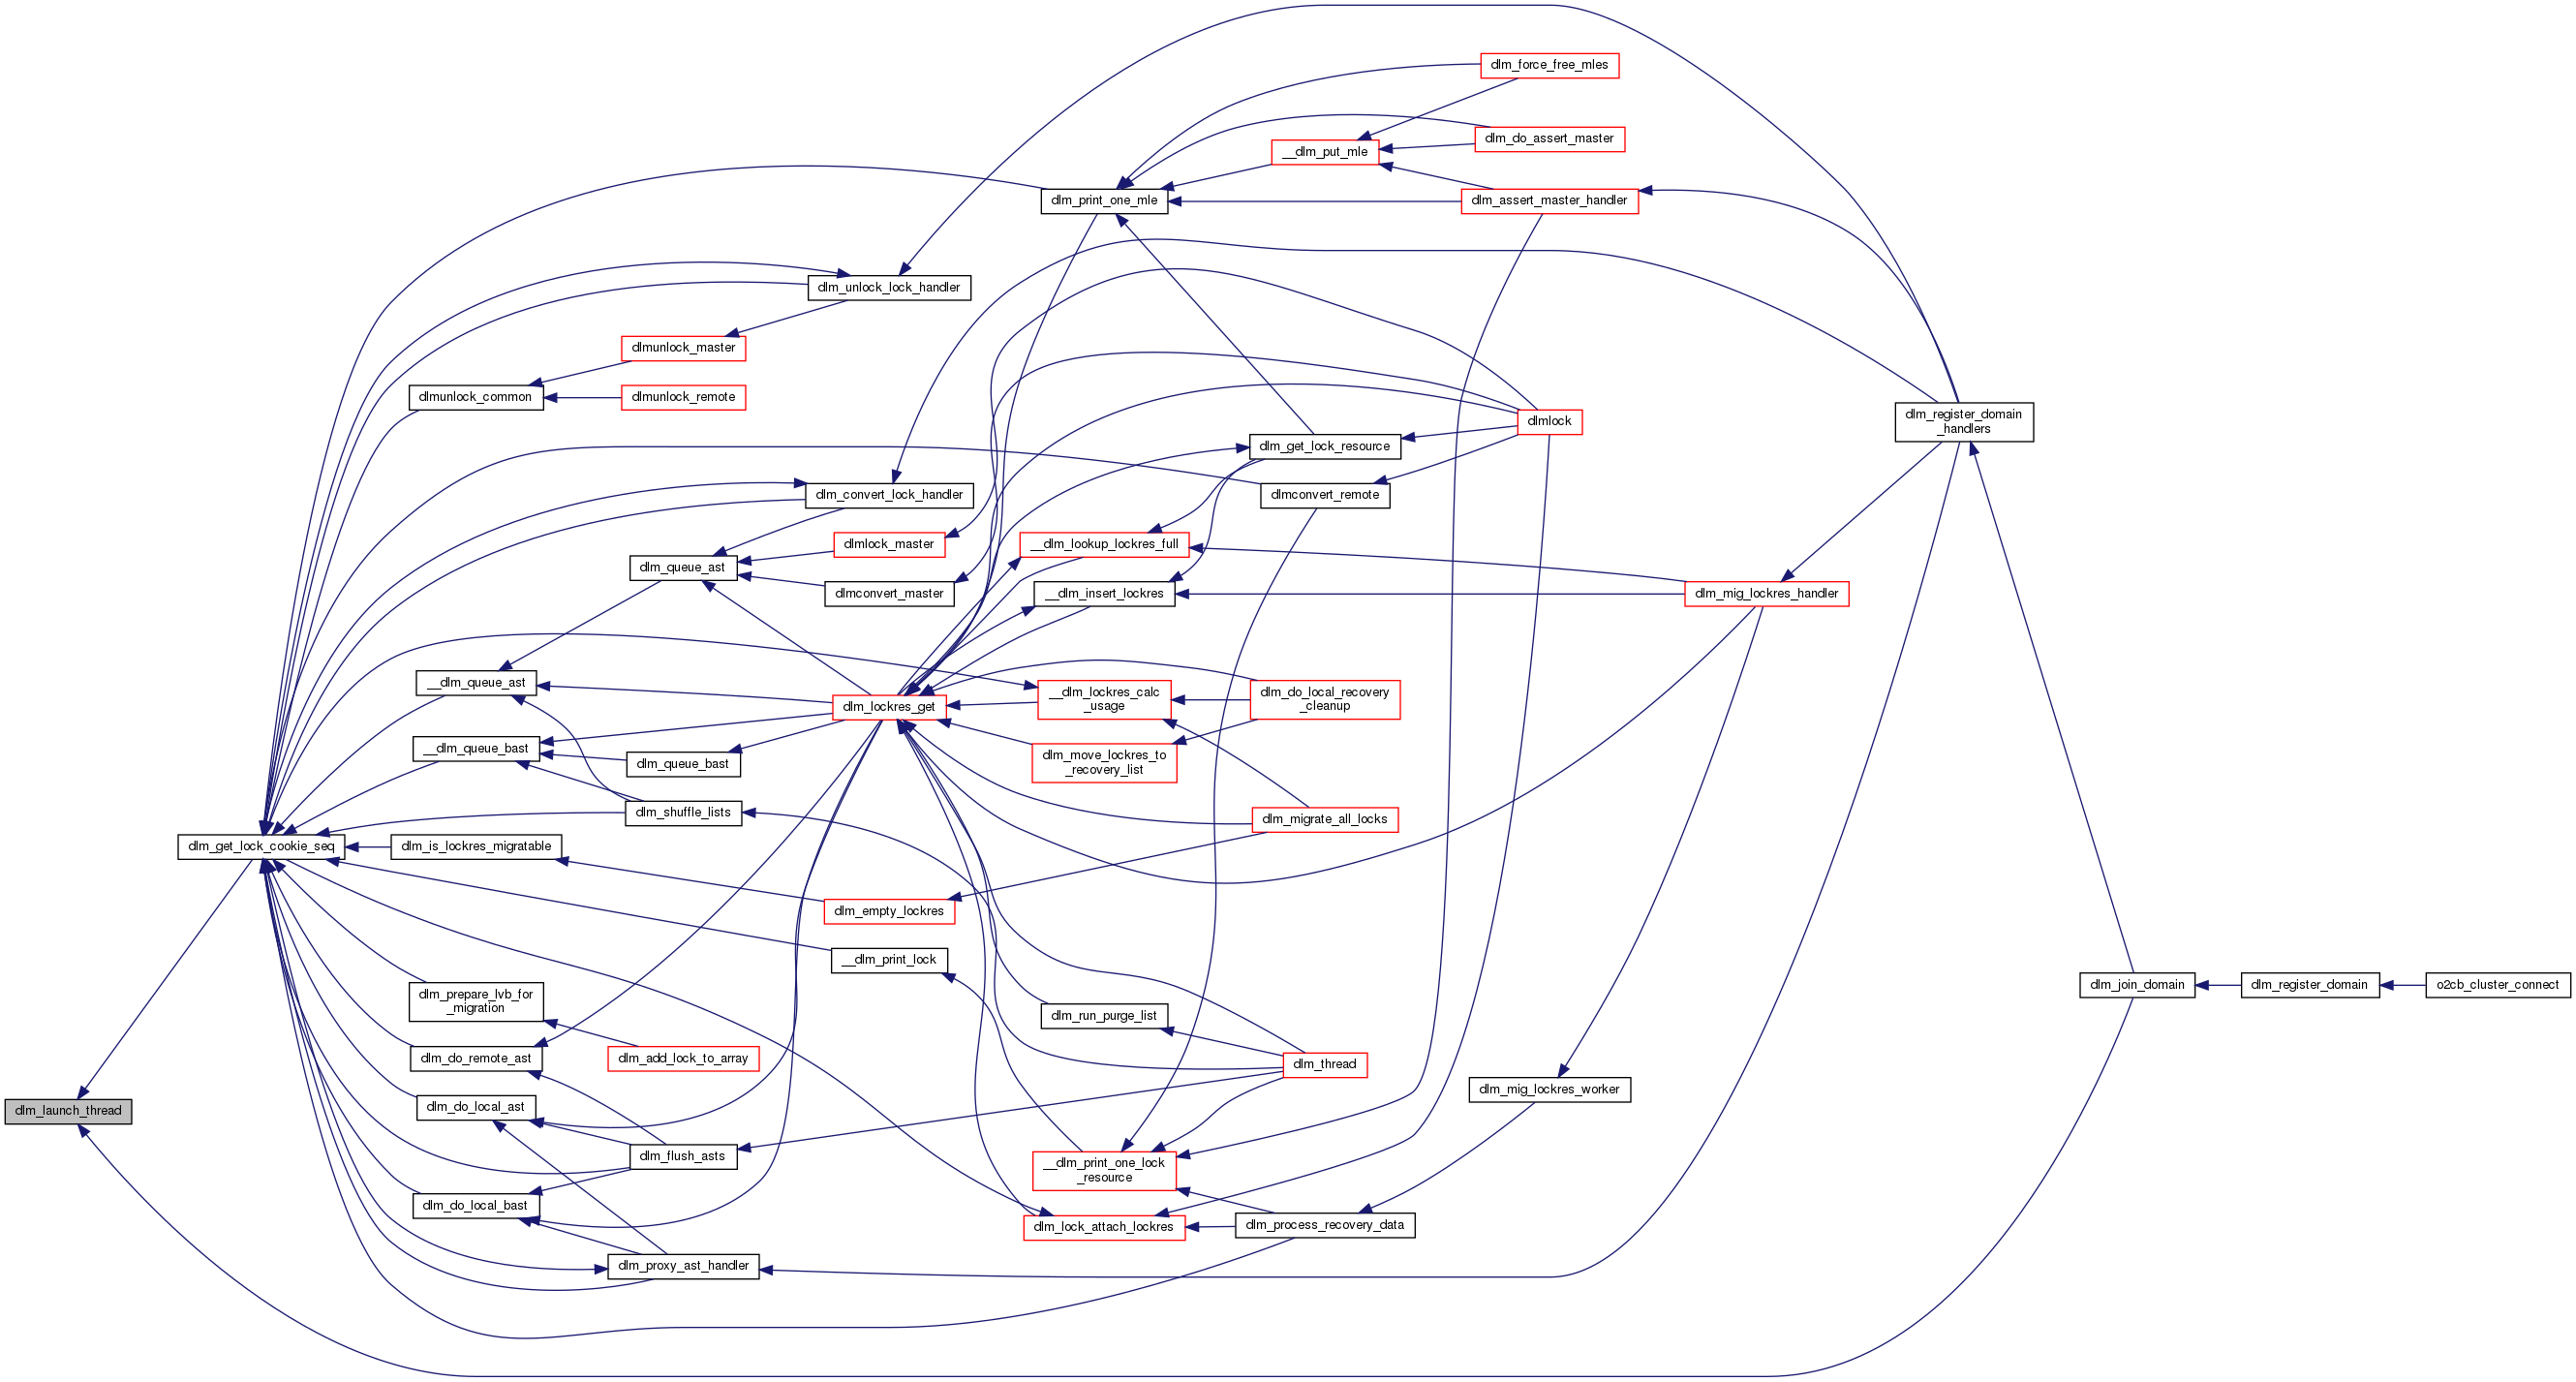 dlm_force_free_mles
dlm_do_assert_master
__dlm_put_mle
dlm_print_one_mle
dlm_assert_master_handler
dlm_unlock_lock_handler
dlmunlock_master
dlmunlock_common
dlmunlock_remote
dlm_register_domain
_handlers
dlmlock
dlm_get_lock_resource
dlm_convert_lock_handler
dlmconvert_remote
dlmlock_master
__dlm_lookup_lockres_full
dlm_queue_ast
dlmconvert_master
__dlm_insert_lockres
dlm_mig_lockres_handler
__dlm_queue_ast
dlm_lockres_get
__dlm_lockres_calc
_usage
dlm_do_local_recovery
_cleanup
__dlm_queue_bast
dlm_queue_bast
dlm_move_lockres_to
_recovery_list
dlm_shuffle_lists
dlm_migrate_all_locks
dlm_get_lock_cookie_seq
dlm_is_lockres_migratable
dlm_empty_lockres
__dlm_print_lock
dlm_prepare_lvb_for
_migration
dlm_join_domain
dlm_register_domain
o2cb_cluster_connect
dlm_run_purge_list
dlm_do_remote_ast
dlm_add_lock_to_array
dlm_thread
dlm_mig_lockres_worker
dlm_launch_thread
dlm_do_local_ast
dlm_flush_asts
__dlm_print_one_lock
_resource
dlm_do_local_bast
dlm_lock_attach_lockres
dlm_process_recovery_data
dlm_proxy_ast_handler